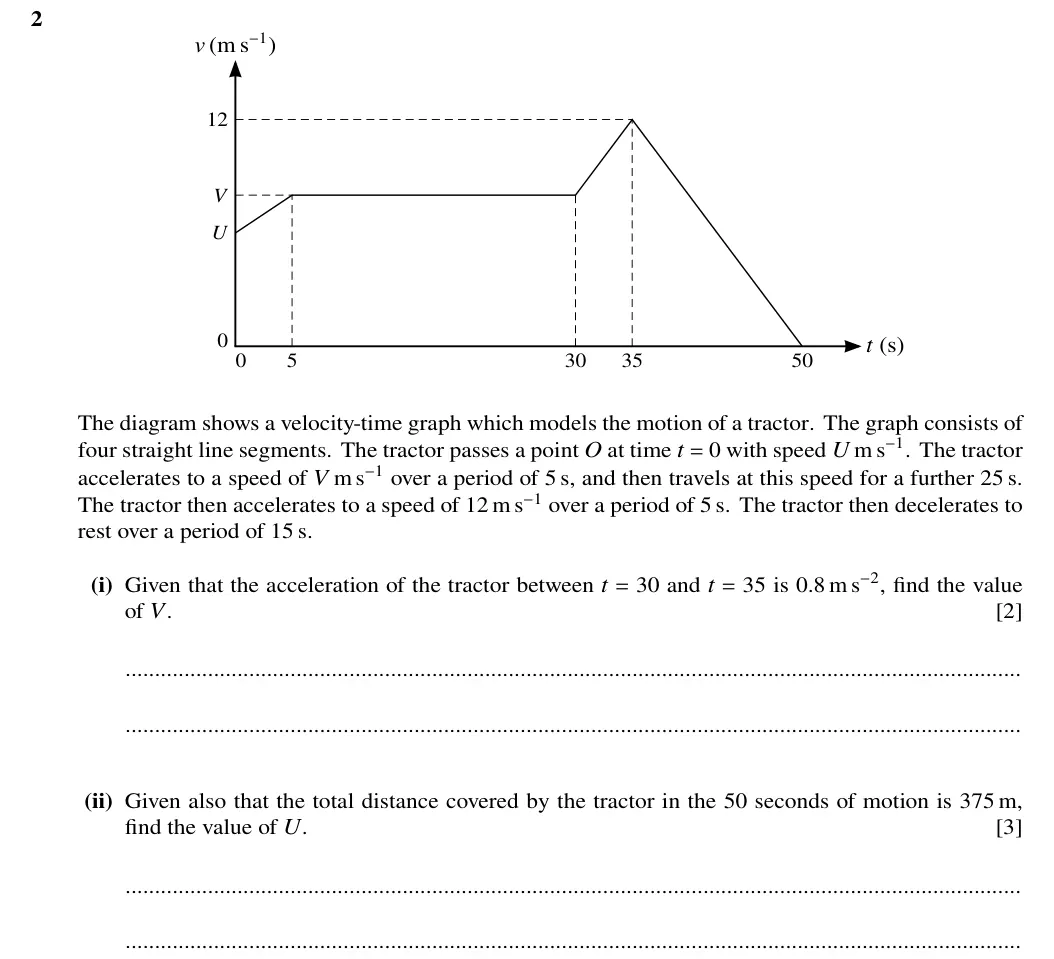 2
v (m s⁻¹)
12
V
U
0
0 5 30 35 50
t (s)
The diagram shows a velocity-time graph which models the motion of a tractor. The graph consists of
four straight line segments. The tractor passes a point O at time t = 0 with speed U m s⁻¹. The tractor
accelerates to a speed of V m s⁻¹ over a period of 5 s, and then travels at this speed for a further 25 s.
The tractor then accelerates to a speed of 12 m s⁻¹ over a period of 5 s. The tractor then decelerates to
rest over a period of 15 s.
(i) Given that the acceleration of the tractor between t = 30 and t = 35 is 0.8 m s⁻², find the value
of V. [2]
(ii) Given also that the total distance covered by the tractor in the 50 seconds of motion is 375 m,
find the value of U. [3]